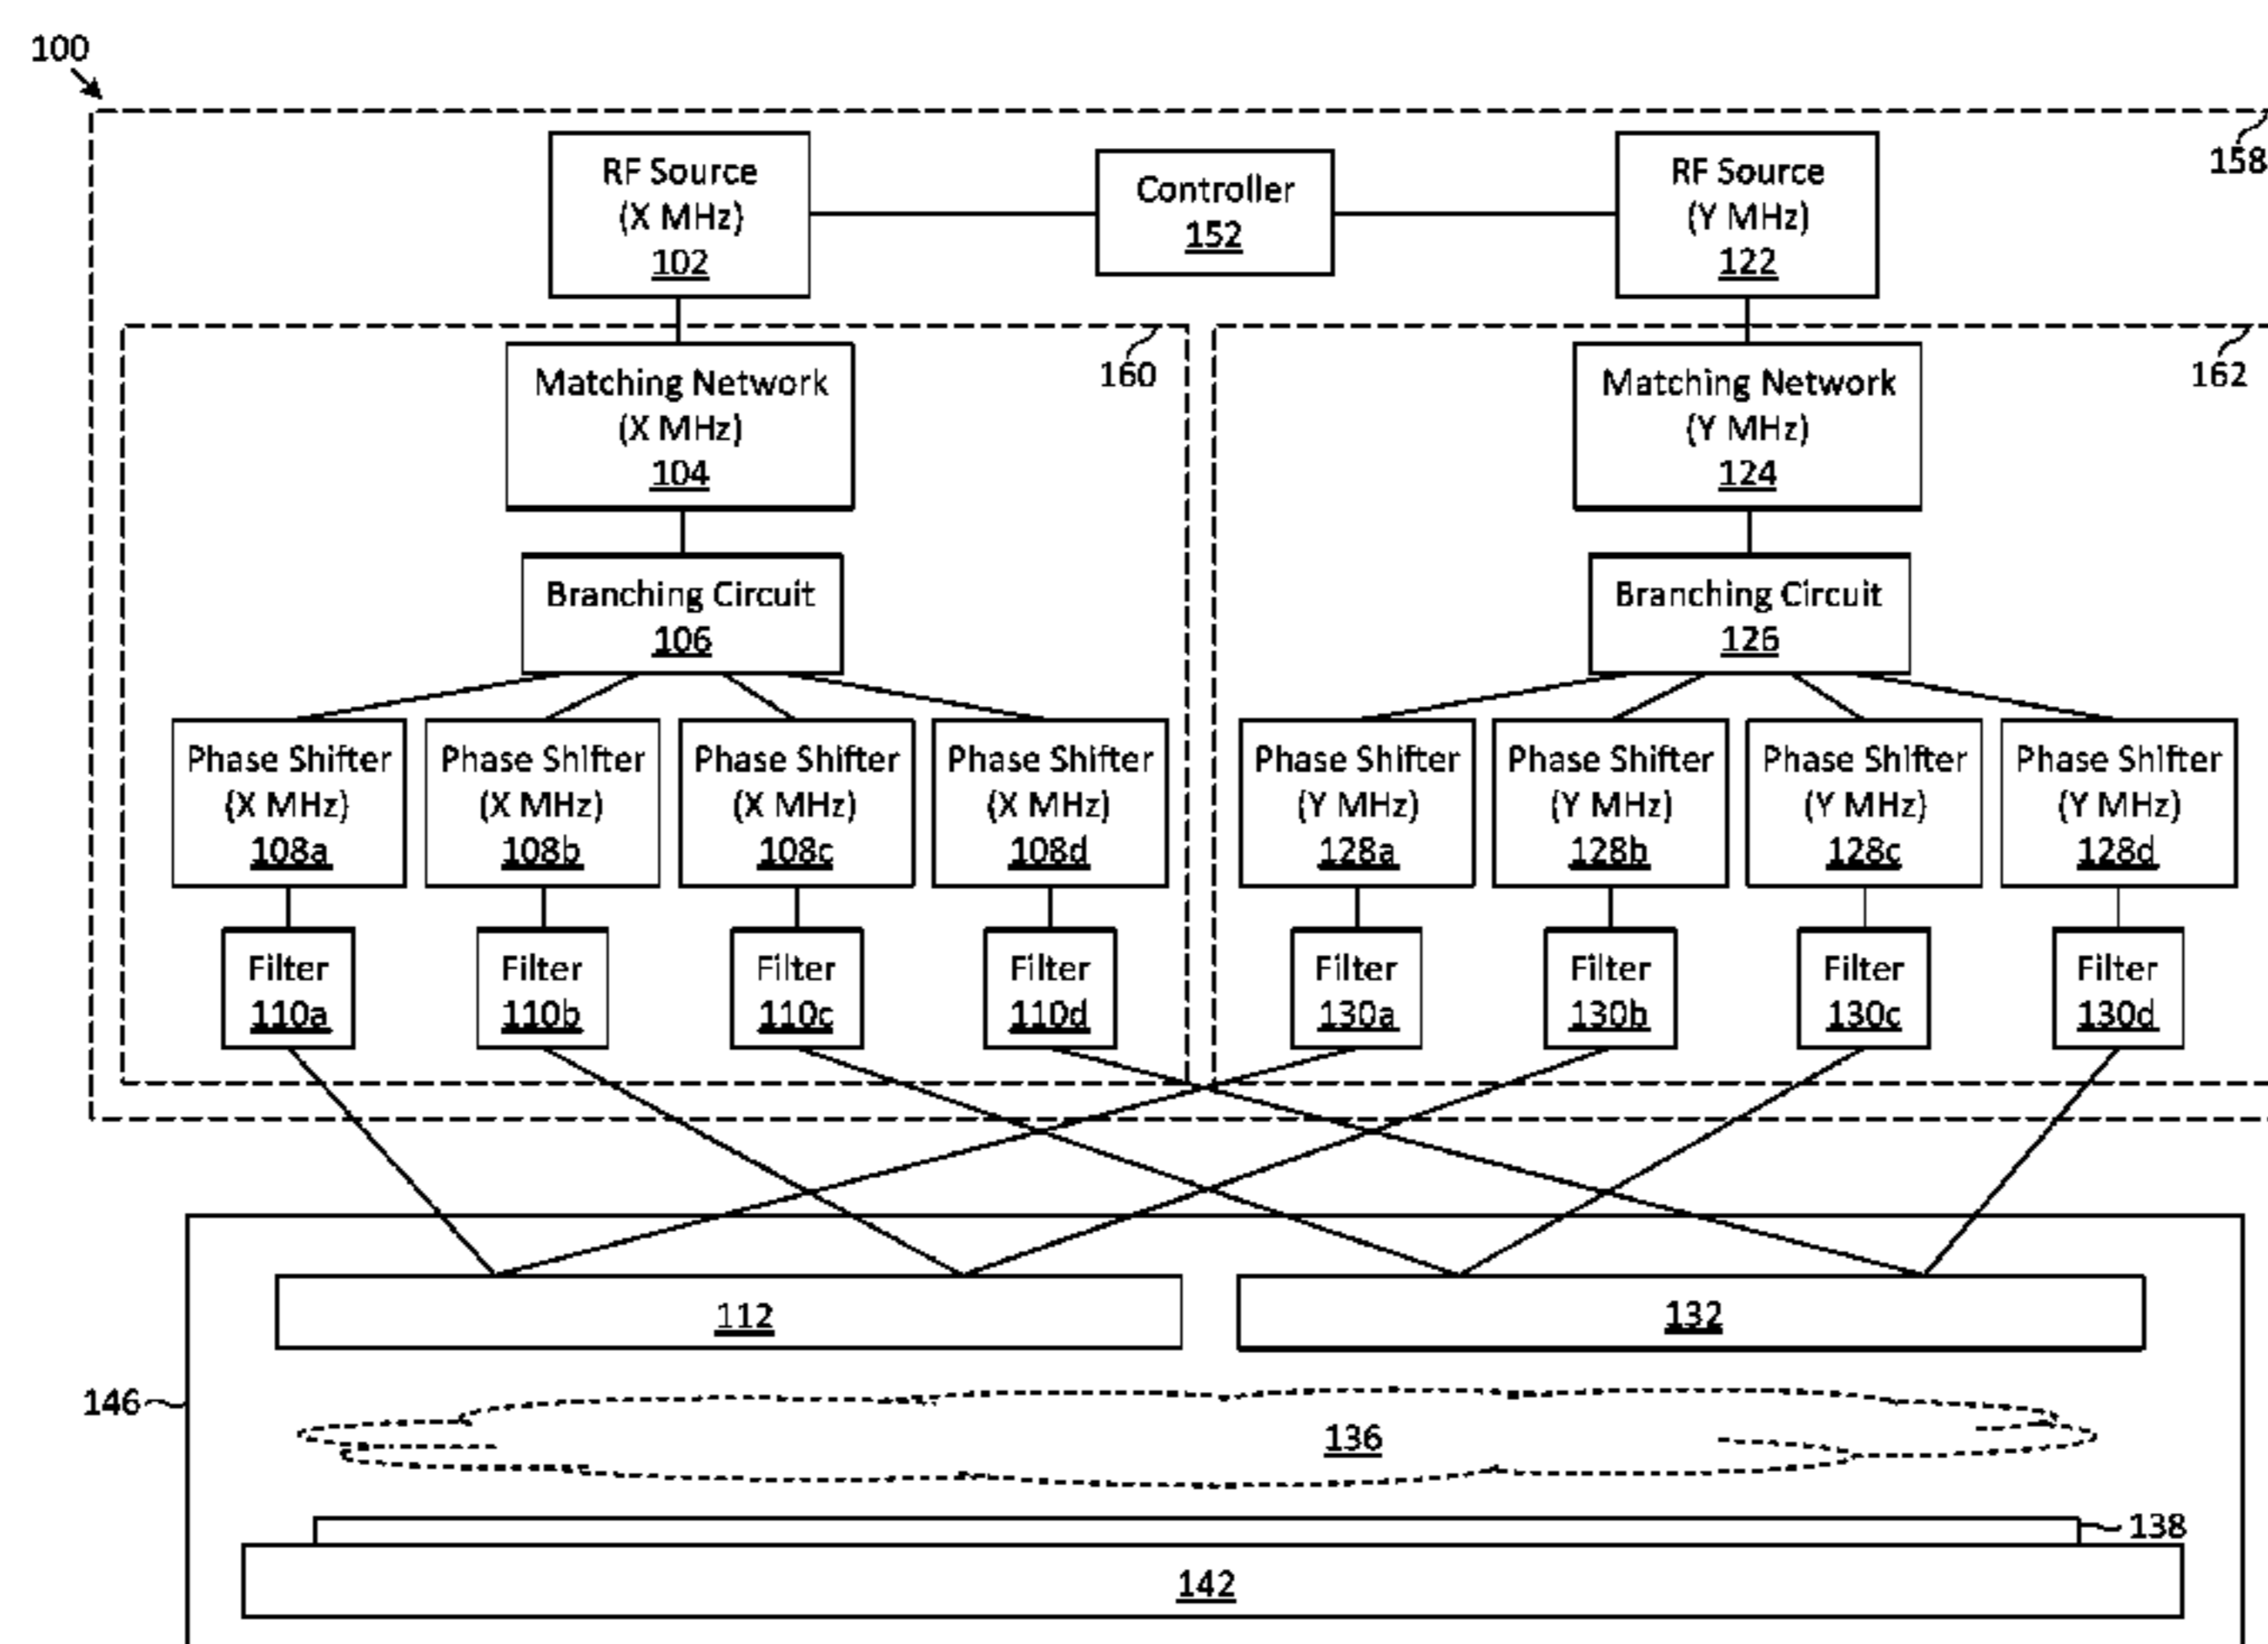 100
158
RF Source
(X MHz)
102
Controller
152
RF Source
(Y MHz)
122
160
162
Matching Network
(X MHz)
104
Matching Network
(Y MHz)
124
Branching Circuit
106
Branching Circuit
126
Phase Shifter
(X MHz)
108a
Phase Shifter
(X MHz)
108b
Phase Shifter
(X MHz)
108c
Phase Shifter
(X MHz)
108d
Phase Shifter
(Y MHz)
128a
Phase Shifter
(Y MHz)
128b
Phase Shifter
(Y MHz)
128c
Phase Shifter
(Y MHz)
128d
Filter
110a
Filter
110b
Filter
110c
Filter
110d
Filter
130a
Filter
130b
Filter
130c
Filter
130d
112
132
146
136
138
142